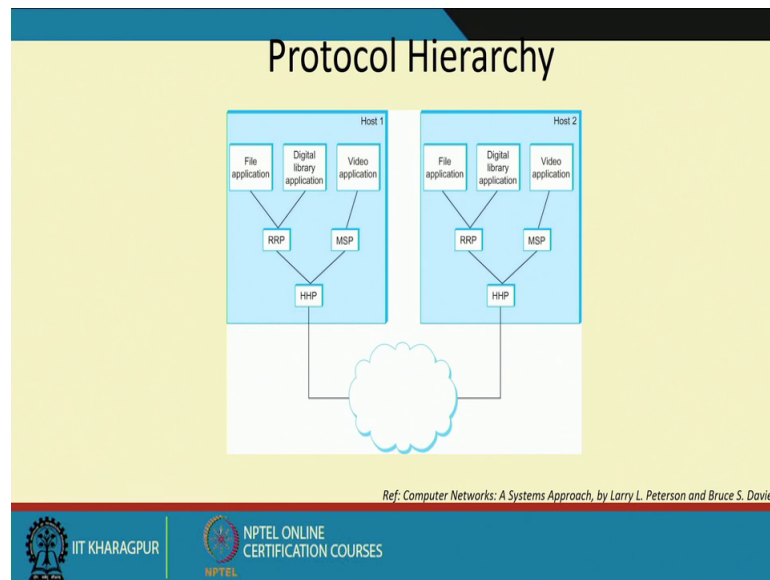 Protocol Hierarchy
Host 1
File
application
Digital
library
application
Video
application
RRP
MSP
HHP
Host 2
File
application
Digital
library
application
Video
application
RRP
MSP
HHP
Ref: Computer Networks: A Systems Approach, by Larry L. Peterson and Bruce S. Davie
IIT KHARAGPUR
NPTEL
NPTEL ONLINE
CERTIFICATION COURSES